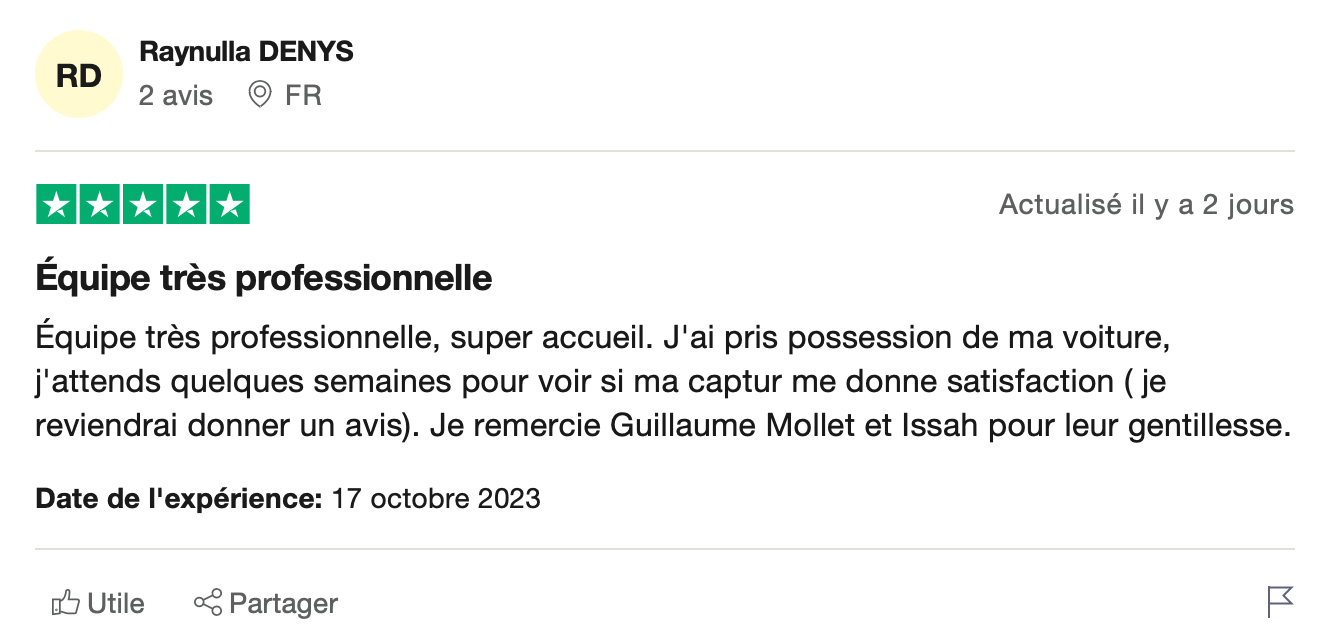 RD
Raynulla DENYS
2 avis FR
Actualisé il y a 2 jours
Équipe très professionnelle
Équipe très professionnelle, super accueil. J'ai pris possession de ma voiture,
j'attends quelques semaines pour voir si ma captur me donne satisfaction ( je
reviendrai donner un avis). Je remercie Guillaume Mollet et Issah pour leur gentillesse.
Date de l'expérience: 17 octobre 2023
Utile Partager